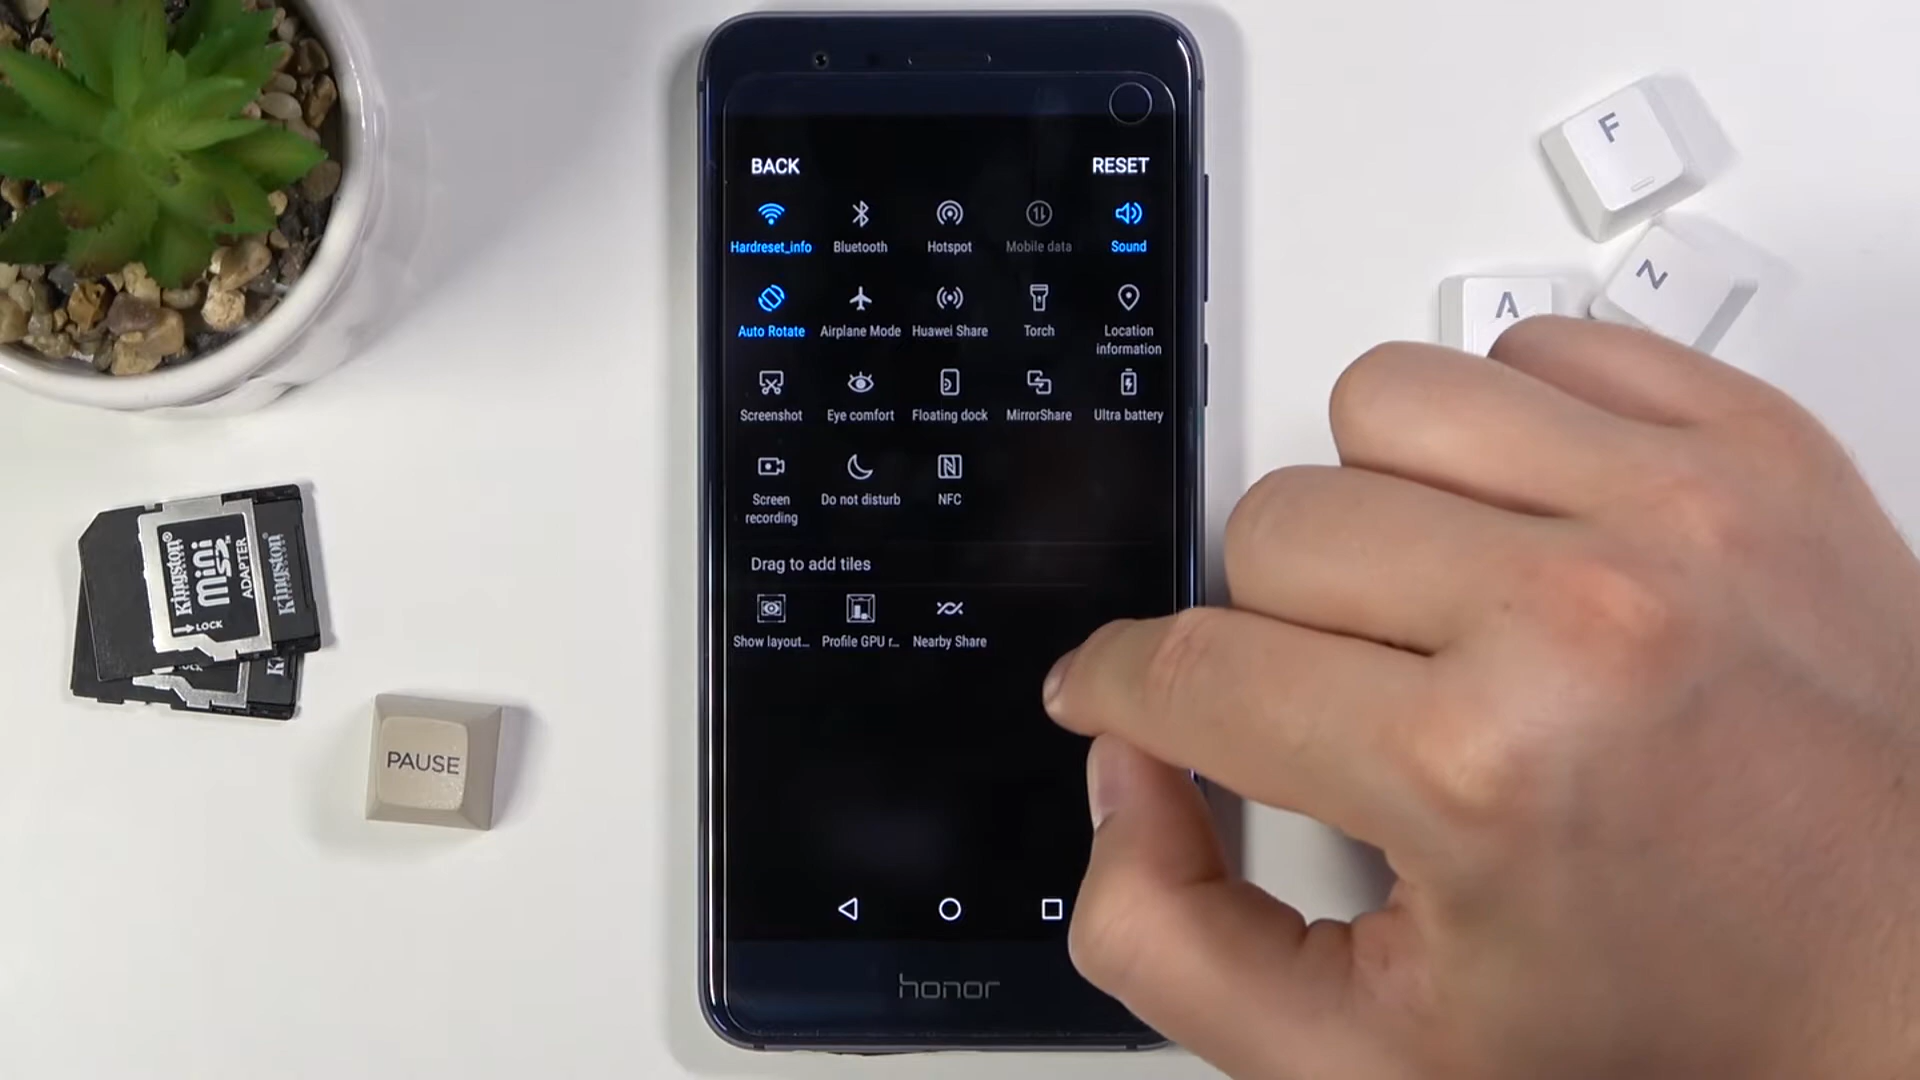 BACK RESET
Hardreset_info Bluetooth Hotspot Mobile data Sound
Auto Rotate Airplane Mode Huawei Share Torch Location
information
Screenshot Eye comfort Floating dock MirrorShare Ultra battery
Screen Do not disturb NFC
recording
Drag to add tiles
Show layout... Profile GPU r... Nearby Share
honor
F
N
A
Kingston®
mini
SD™
ADAPTER
LOCK
Kingston
PAUSE